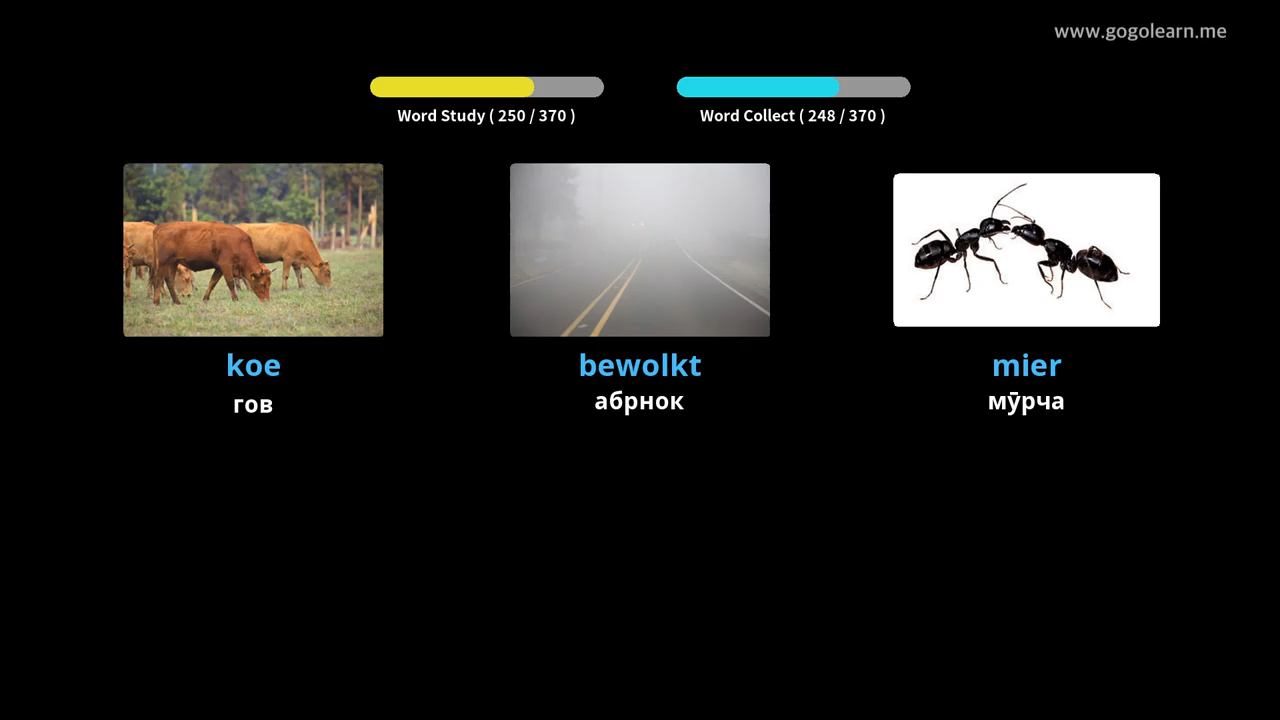 www.gogolearn.me
Word Study ( 250 / 370 )
Word Collect ( 248 / 370 )
koe
bewolkt
mier
гов
абрнок
мӯрча